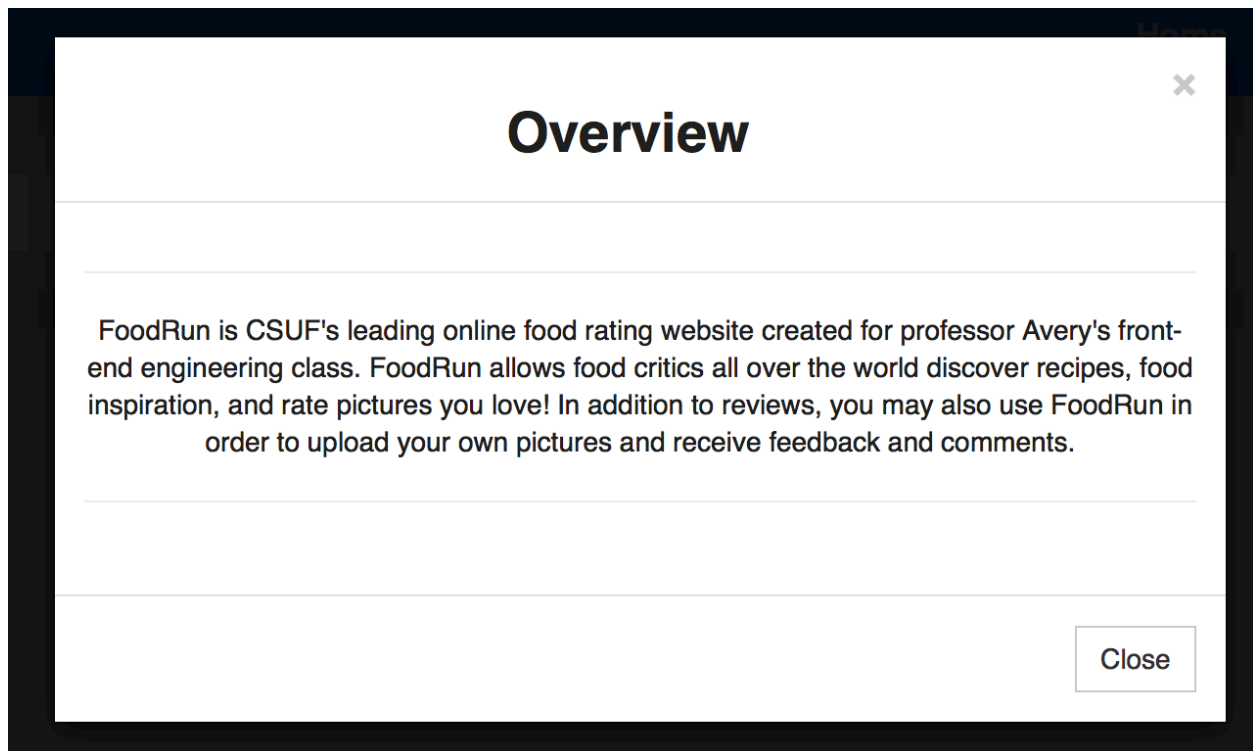 Home
Overview
FoodRun is CSUF's leading online food rating website created for professor Avery's front-
end engineering class. FoodRun allows food critics all over the world discover recipes, food
inspiration, and rate pictures you love! In addition to reviews, you may also use FoodRun in
order to upload your own pictures and receive feedback and comments.
Close